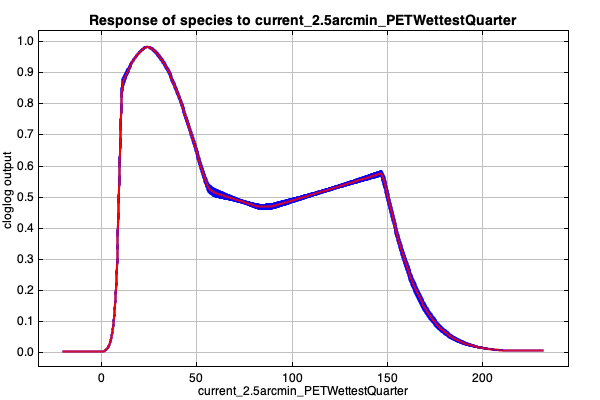 Response of species to current_2.5arcmin_PETWettestQuarter
1.0
0.9
0.8
0.7
0.6
0.5
0.4
0.3
0.2
0.1
0.0
cloglog output
0 50 100 150 200
current_2.5arcmin_PETWettestQuarter